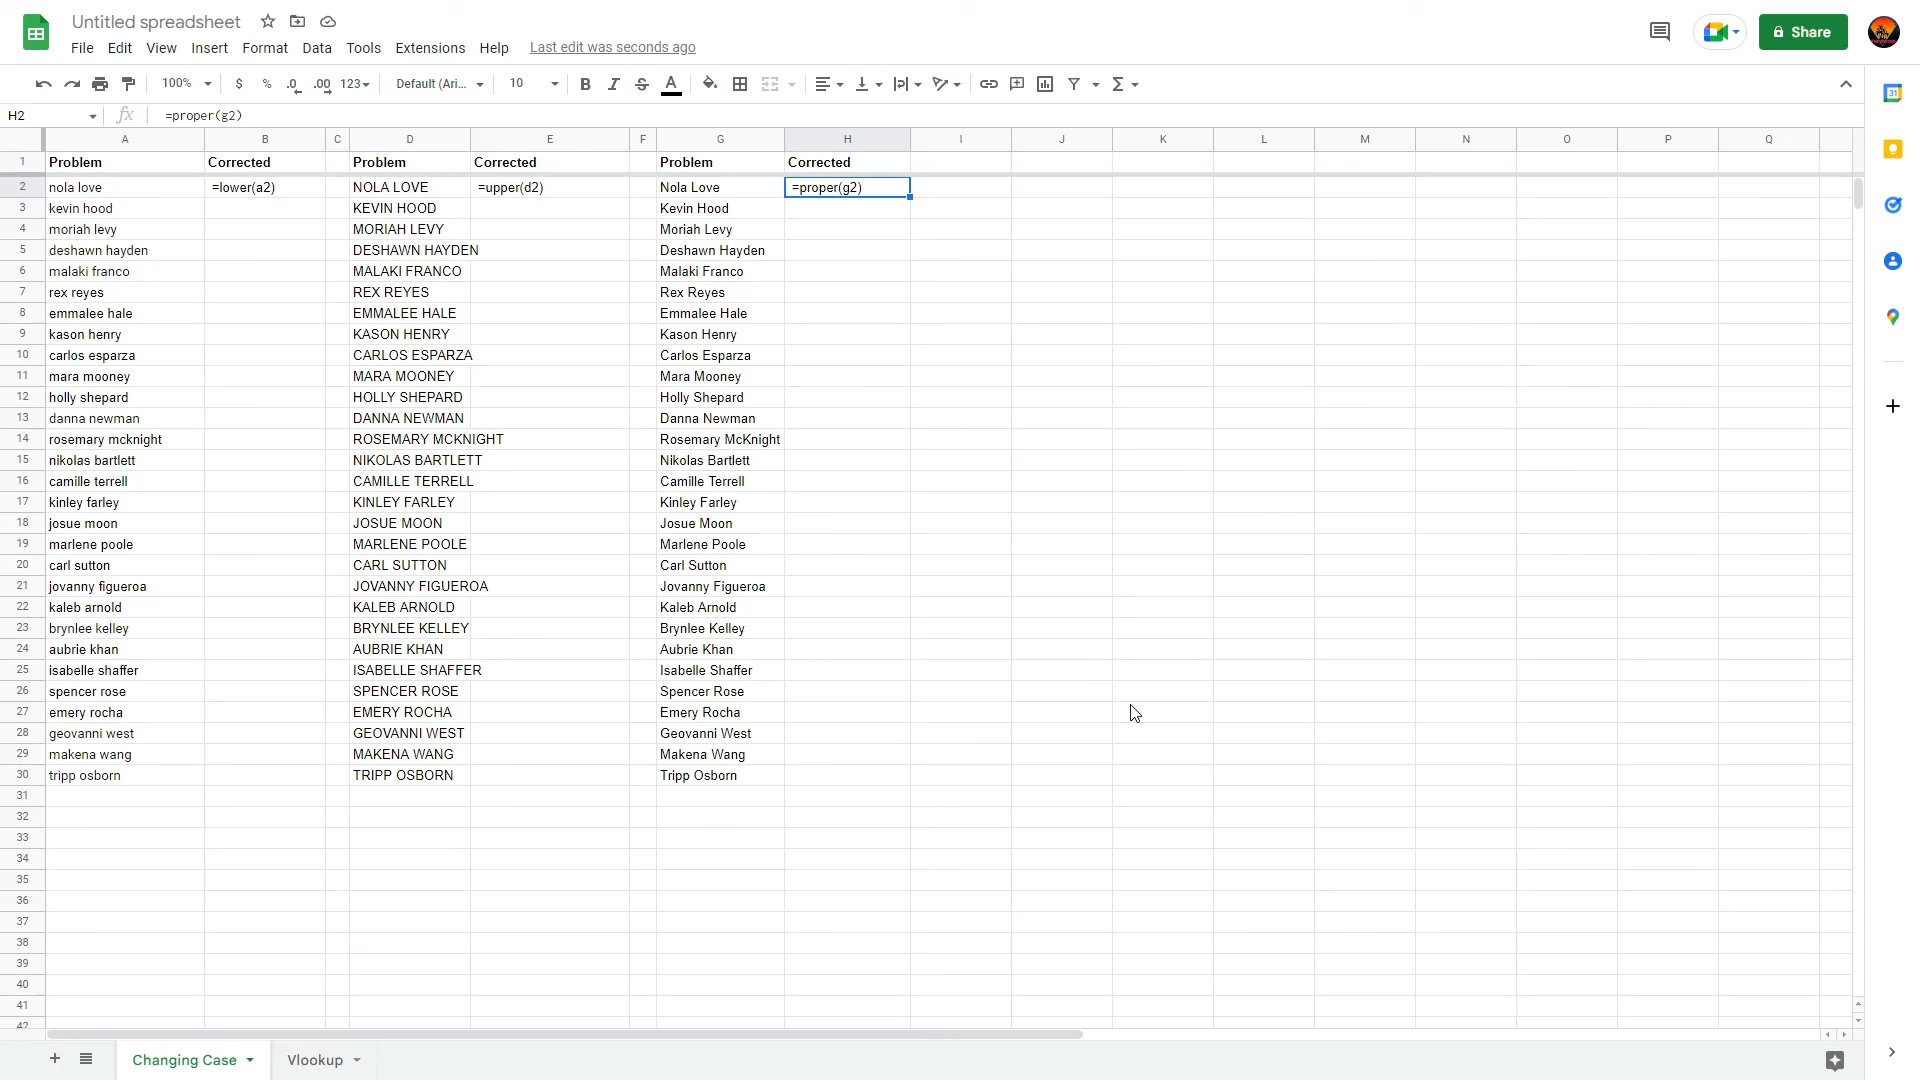 Untitled spreadsheet
File Edit View Insert Format Data Tools Extensions Help Last edit was seconds ago
Share
100% $ % .0 .00 123 Default (Ari... 10 B I S A
31
H2 fx =proper(g2)
A B C D E F G H I J K L M N O P Q
1 Problem Corrected Problem Corrected Problem Corrected
2 nola love =lower(a2) NOLA LOVE =upper(d2) Nola Love =proper(g2)
3 kevin hood KEVIN HOOD Kevin Hood
4 moriah levy MORIAH LEVY Moriah Levy
5 deshawn hayden DESHAWN HAYDEN Deshawn Hayden
6 malaki franco MALAKI FRANCO Malaki Franco
7 rex reyes REX REYES Rex Reyes
8 emmalee hale EMMALEE HALE Emmalee Hale
9 kason henry KASON HENRY Kason Henry
10 carlos esparza CARLOS ESPARZA Carlos Esparza
11 mara mooney MARA MOONEY Mara Mooney
12 holly shepard HOLLY SHEPARD Holly Shepard
13 danna newman DANNA NEWMAN Danna Newman
14 rosemary mcknight ROSEMARY MCKNIGHT Rosemary McKnight
15 nikolas bartlett NIKOLAS BARTLETT Nikolas Bartlett
16 camille terrell CAMILLE TERRELL Camille Terrell
17 kinley farley KINLEY FARLEY Kinley Farley
18 josue moon JOSUE MOON Josue Moon
19 marlene poole MARLENE POOLE Marlene Poole
20 carl sutton CARL SUTTON Carl Sutton
21 jovanny figueroa JOVANNY FIGUEROA Jovanny Figueroa
22 kaleb arnold KALEB ARNOLD Kaleb Arnold
23 brynlee kelley BRYNLEE KELLEY Brynlee Kelley
24 aubrie khan AUBRIE KHAN Aubrie Khan
25 isabelle shaffer ISABELLE SHAFFER Isabelle Shaffer
26 spencer rose SPENCER ROSE Spencer Rose
27 emery rocha EMERY ROCHA Emery Rocha
28 geovanni west GEOVANNI WEST Geovanni West
29 makena wang MAKENA WANG Makena Wang
30 tripp osborn TRIPP OSBORN Tripp Osborn
31
32
33
34
35
36
37
38
39
40
41
42
Changing Case Vlookup